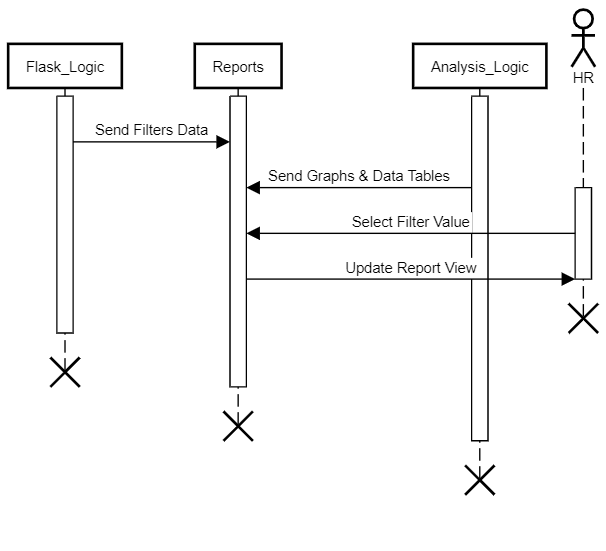 Flask_Logic
Reports
Analysis_Logic
HR
Send Filters Data
Send Graphs & Data Tables
Select Filter Value
Update Report View